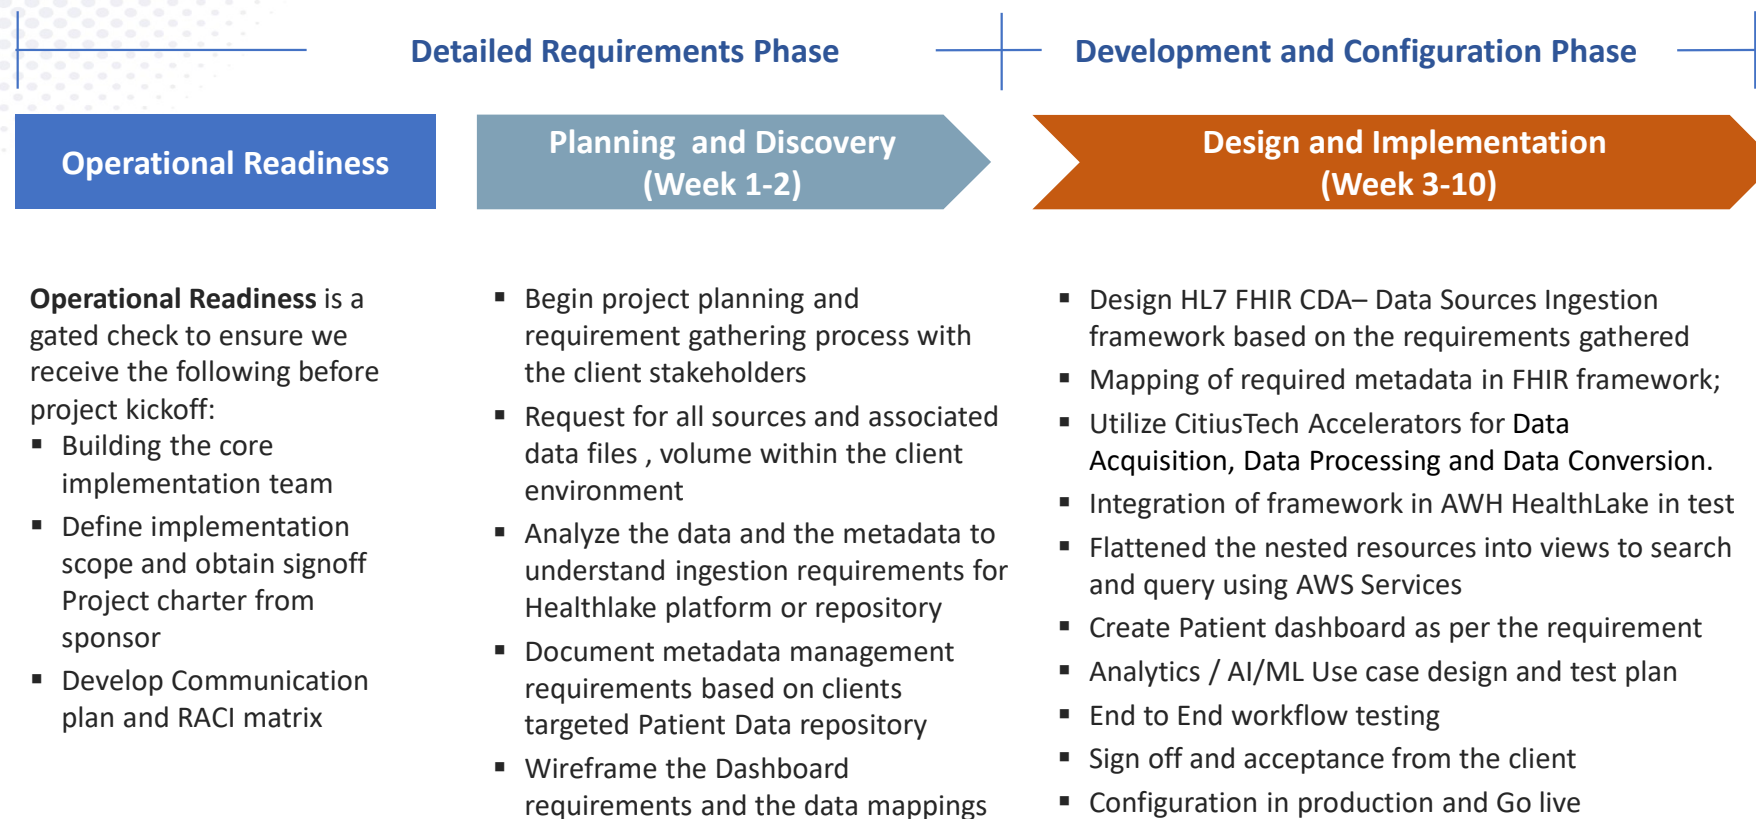 Detailed Requirements Phase
Development and Configuration Phase
Operational Readiness
Planning and Discovery
(Week 1-2)
Design and Implementation
(Week 3-10)
Operational Readiness is a
gated check to ensure we
receive the following before
project kickoff:
▪ Building the core
implementation team
▪ Define implementation
scope and obtain signoff
Project charter from
sponsor
▪ Develop Communication
plan and RACI matrix
▪ Begin project planning and
requirement gathering process with
the client stakeholders
▪ Request for all sources and associated
data files , volume within the client
environment
▪ Analyze the data and the metadata to
understand ingestion requirements for
Healthlake platform or repository
▪ Document metadata management
requirements based on clients
targeted Patient Data repository
▪ Wireframe the Dashboard
requirements and the data mappings
▪ Design HL7 FHIR CDA– Data Sources Ingestion
framework based on the requirements gathered
▪ Mapping of required metadata in FHIR framework;
▪ Utilize CitiusTech Accelerators for Data
Acquisition, Data Processing and Data Conversion.
▪ Integration of framework in AWH HealthLake in test
▪ Flattened the nested resources into views to search
and query using AWS Services
▪ Create Patient dashboard as per the requirement
▪ Analytics / AI/ML Use case design and test plan
▪ End to End workflow testing
▪ Sign off and acceptance from the client
▪ Configuration in production and Go live